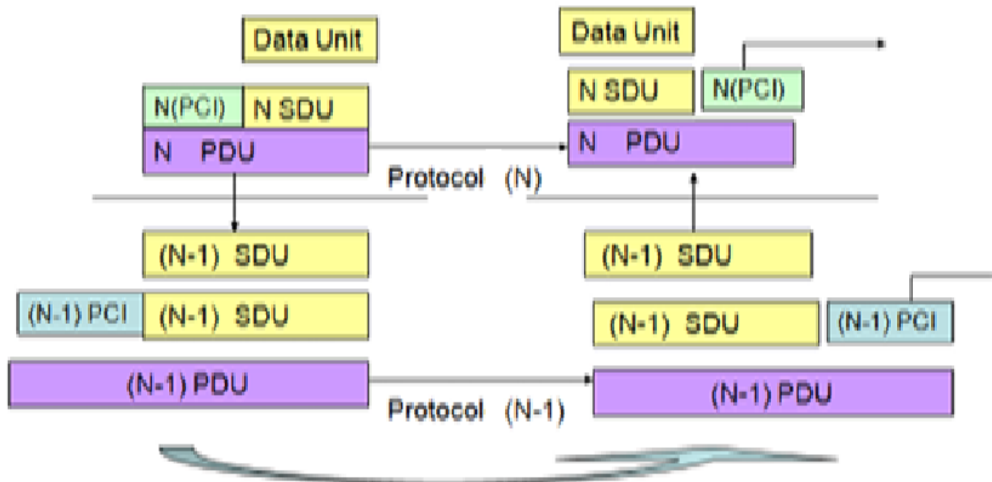 Data Unit
Data Unit
N(PCI) N SDU
N SDU N(PCI)
N PDU
N PDU
Protocol (N)
(N-1) SDU
(N-1) SDU
(N-1) PCI (N-1) SDU
(N-1) SDU (N-1) PCI
(N-1) PDU
(N-1) PDU
Protocol (N-1)